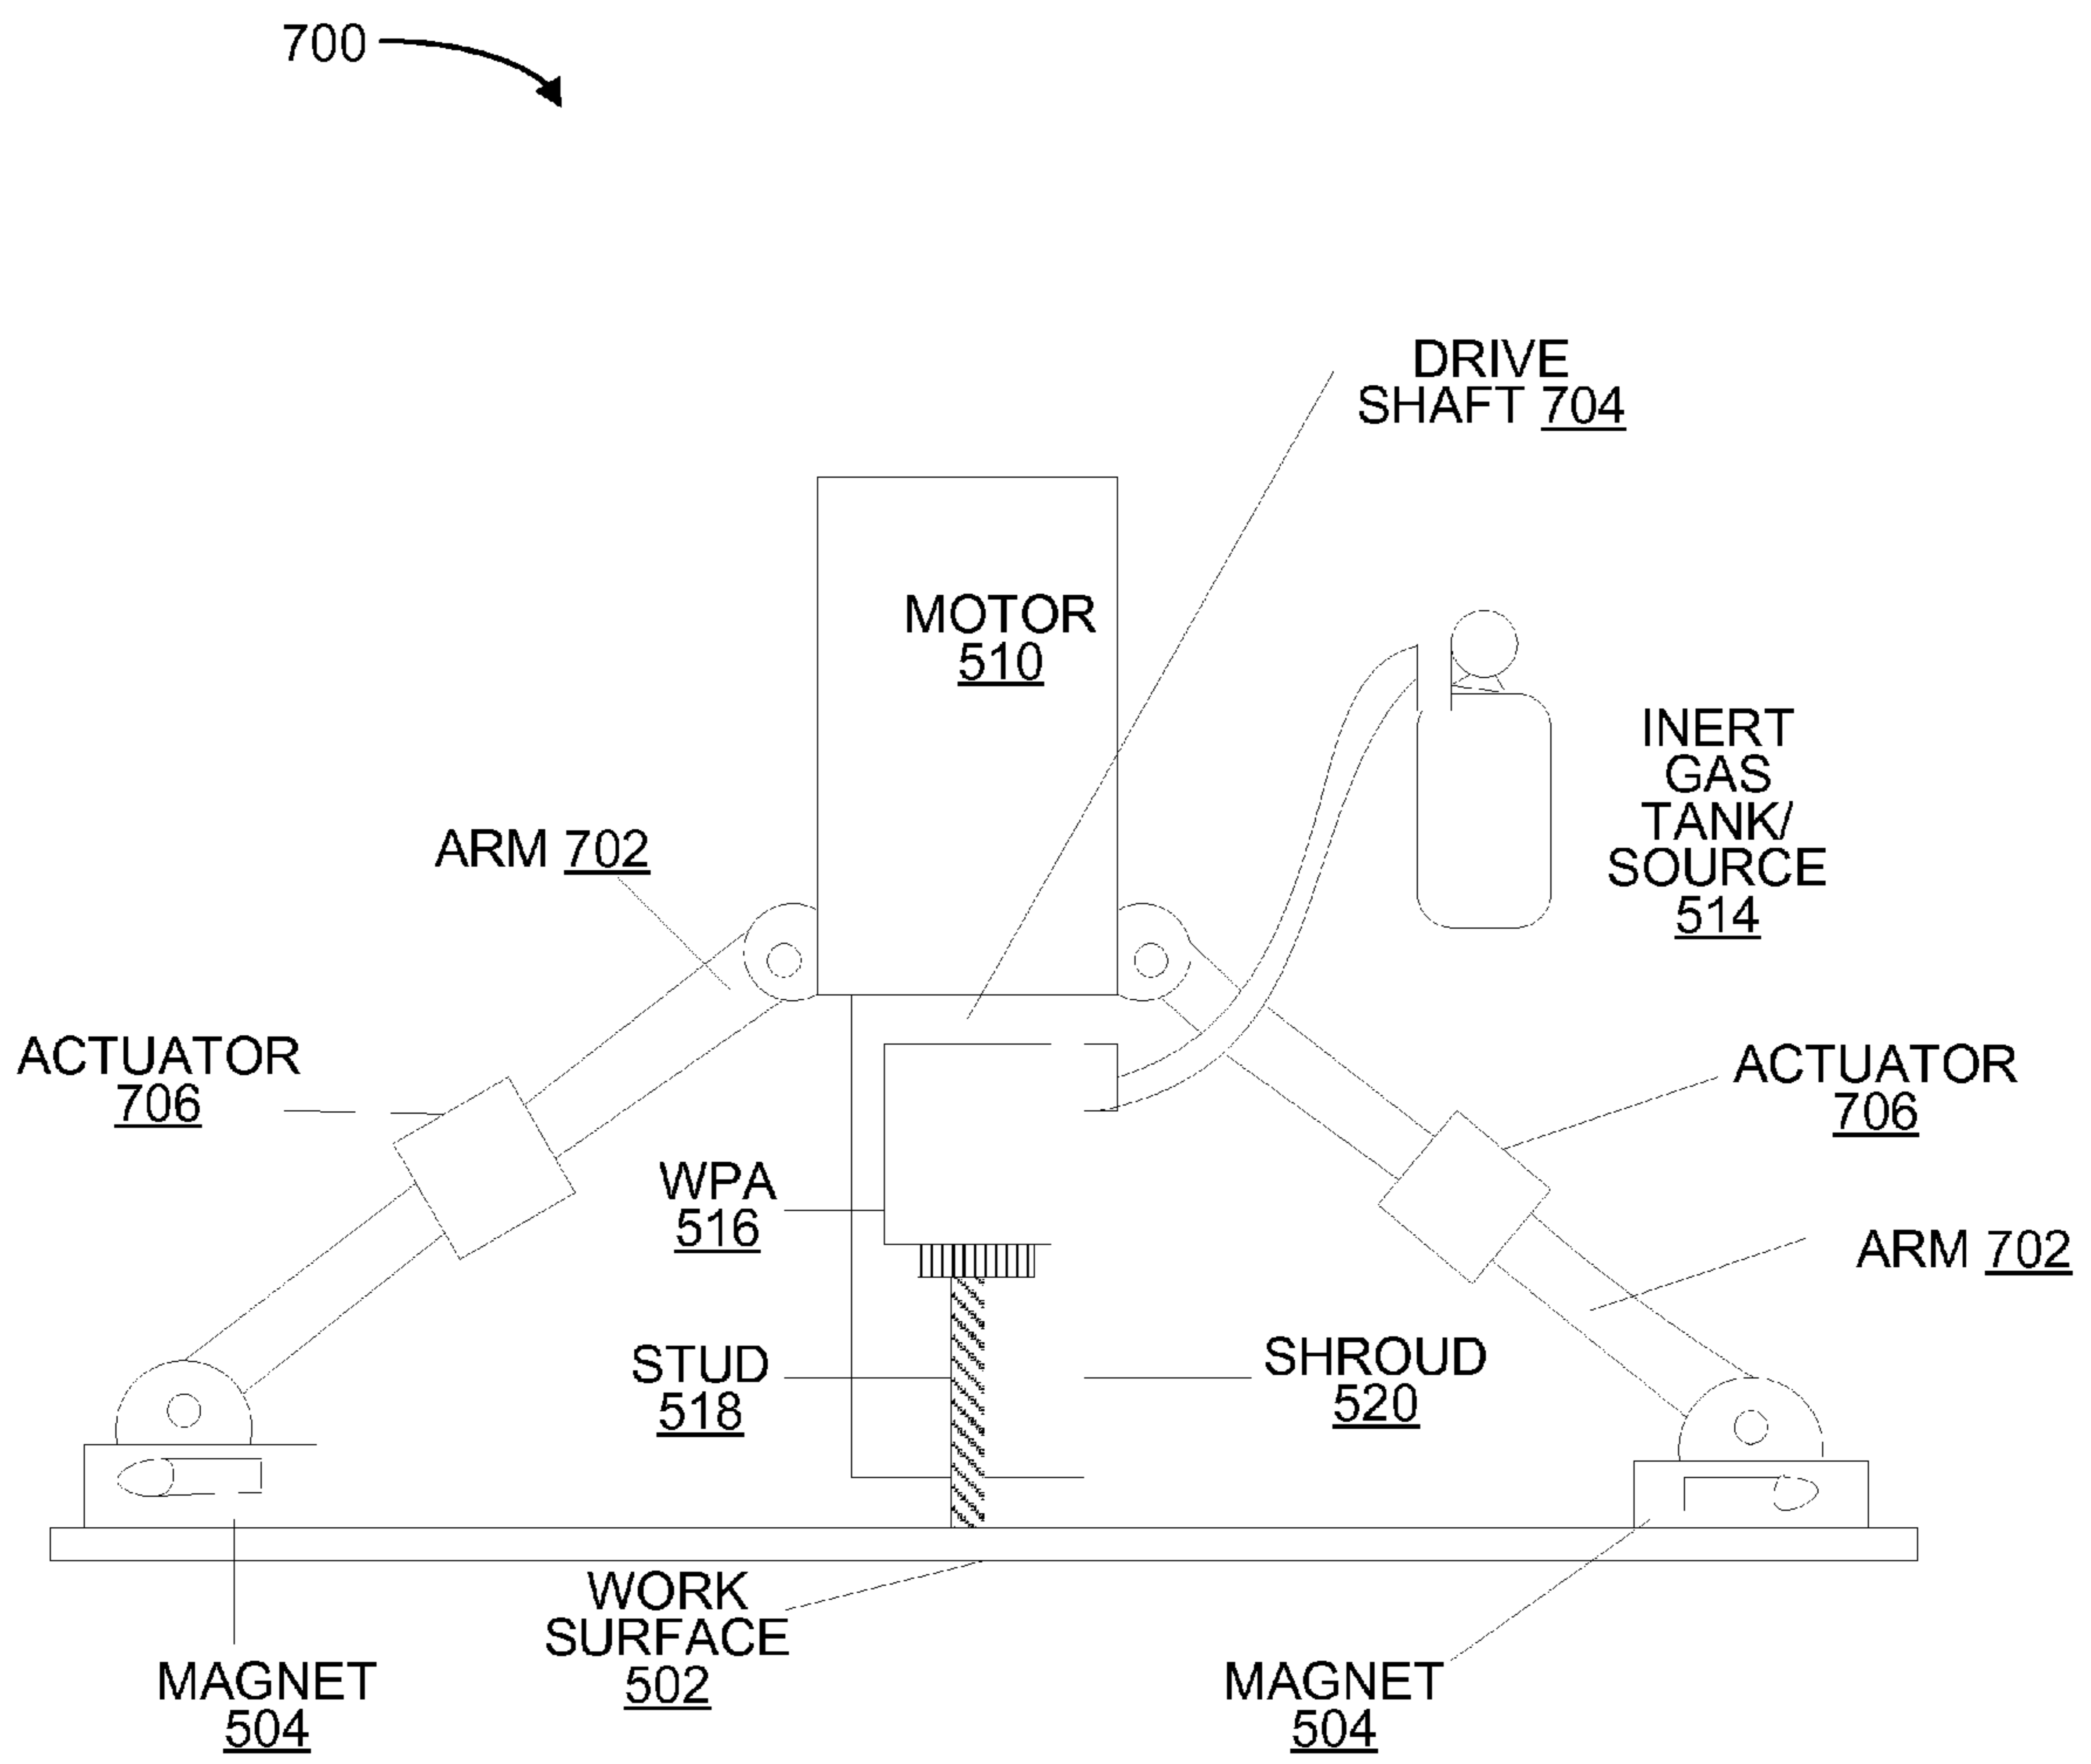 700
DRIVE
SHAFT 704
MOTOR
510
INERT
GAS
TANK/
SOURCE
514
ARM 702
ACTUATOR
706
ACTUATOR
706
WPA
516
ARM 702
STUD
518
SHROUD
520
WORK
SURFACE
502
MAGNET
504
MAGNET
504